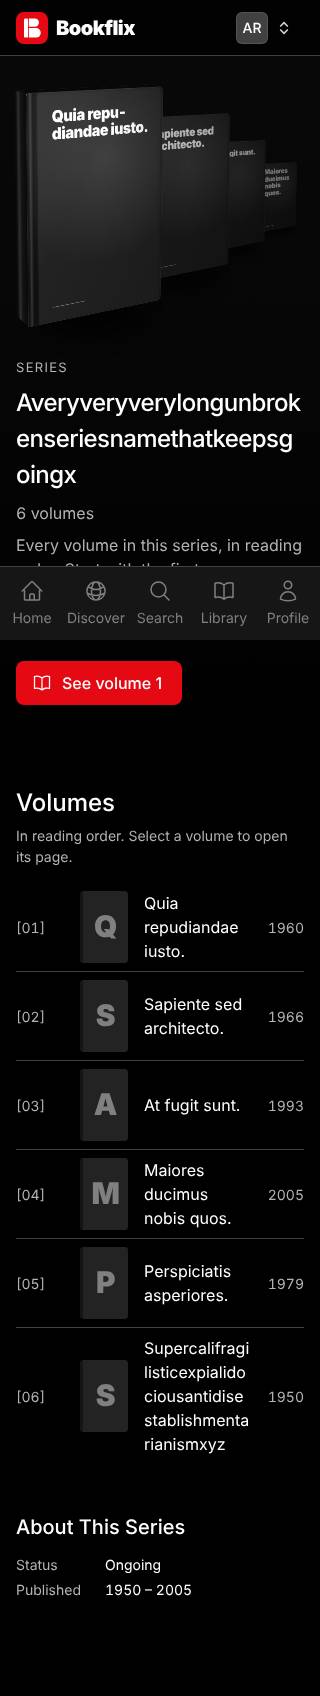 Bookflix
AR
Quia repu-
diandae iusto.
apiente sed
chitecto.
git sunt.
Maiores
ducimus
nobis
quos.
SERIES
Averyveryverylongunbrok
enseriesnamethatkeepsg
oingx
6 volumes
Every volume in this series, in reading
Home
Discover
Search
Library
Profile
See volume 1
Volumes
In reading order. Select a volume to open
its page.
[01]
Q
Quia
repudiandae
iusto.
1960
[02]
S
Sapiente sed
architecto.
1966
[03]
A
At fugit sunt.
1993
[04]
M
Maiores
ducimus
nobis quos.
2005
[05]
P
Perspiciatis
asperiores.
1979
[06]
S
Supercalifragi
listicexpialido
ciousantidise
stablishmenta
rianismxyz
1950
About This Series
Status
Ongoing
Published
1950 – 2005